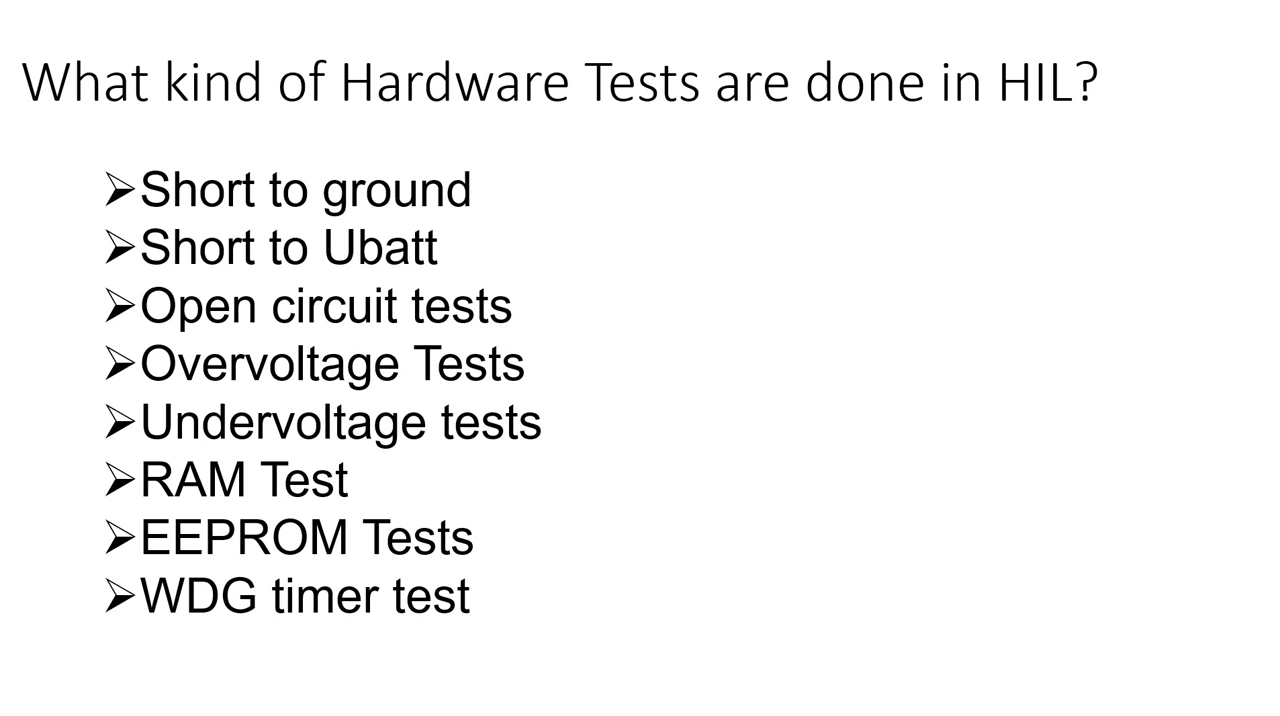 What kind of Hardware Tests are done in HIL?
➢Short to ground
➢Short to Ubatt
➢Open circuit tests
➢Overvoltage Tests
➢Undervoltage tests
➢RAM Test
➢EEPROM Tests
➢WDG timer test